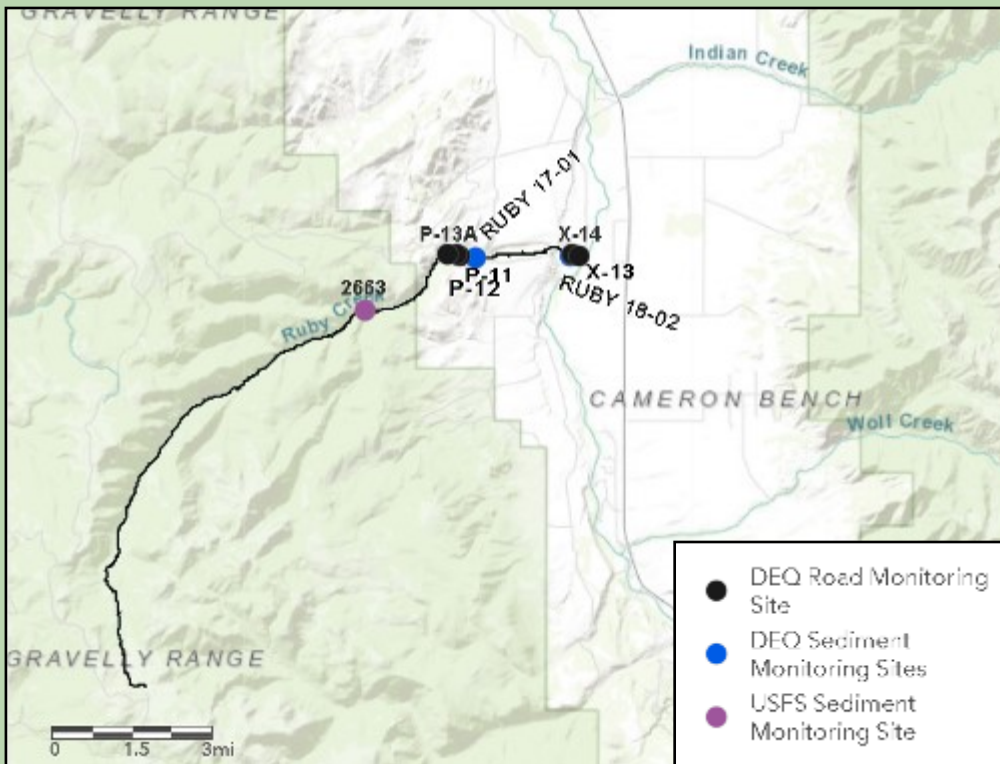 GRAVELLY RANGE
Indian Creek
RUBY 17-01
P-13A
X-14
P-11
X-13
P-12
2663
RUBY 18-02
Ruby Creek
CAMERON BENCH
Wolf Creek
DEQ Road Monitoring
Site
DEQ Sediment
Monitoring Sites
USFS Sediment
Monitoring Site
GRAVELLY RANGE
0 1.5 3mi